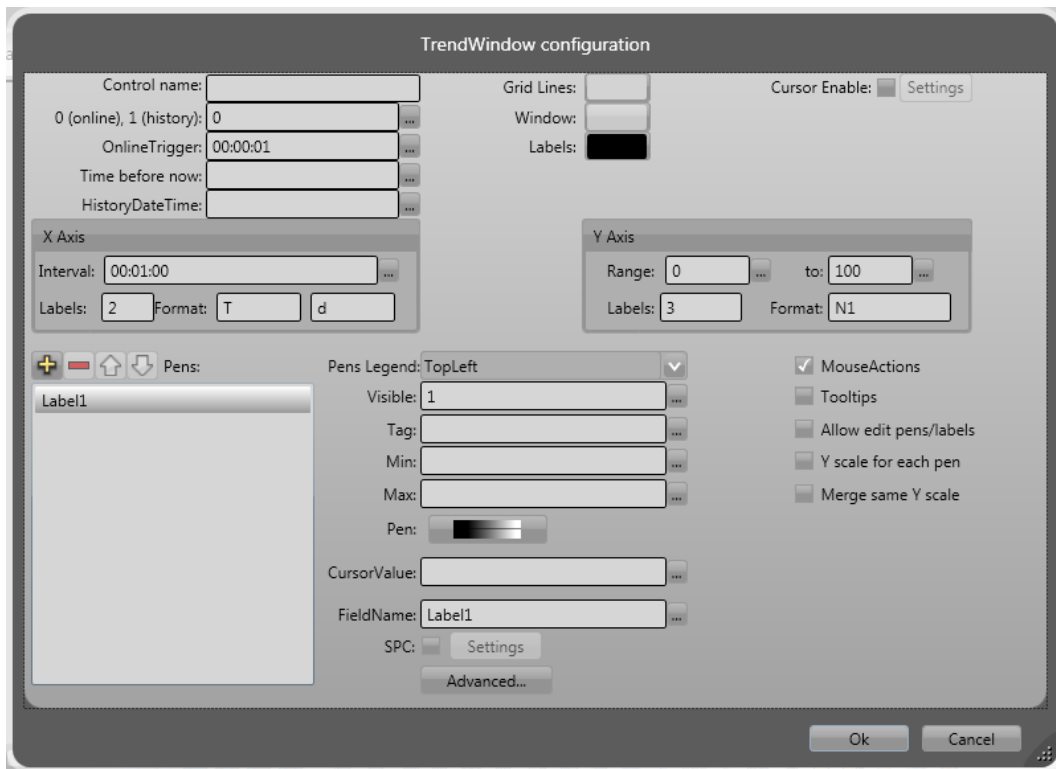 TrendWindow configuration
Control name:
Grid Lines:
Cursor Enable: Settings
0 (online), 1 (history): 0 ...
Window:
OnlineTrigger: 00:00:01 ...
Labels:
Time before now: ...
HistoryDateTime: ...
X Axis
Interval: 00:01:00 ...
Labels: 2 Format: T d
Y Axis
Range: 0 ... to: 100 ...
Labels: 3 Format: N1
Pens:
Label1
Pens Legend: TopLeft
Visible: 1 ...
Tag: ...
Min: ...
Max: ...
Pen:
CursorValue: ...
FieldName: Label1 ...
SPC: Settings
Advanced...
MouseActions
Tooltips
Allow edit pens/labels
Y scale for each pen
Merge same Y scale
Ok
Cancel